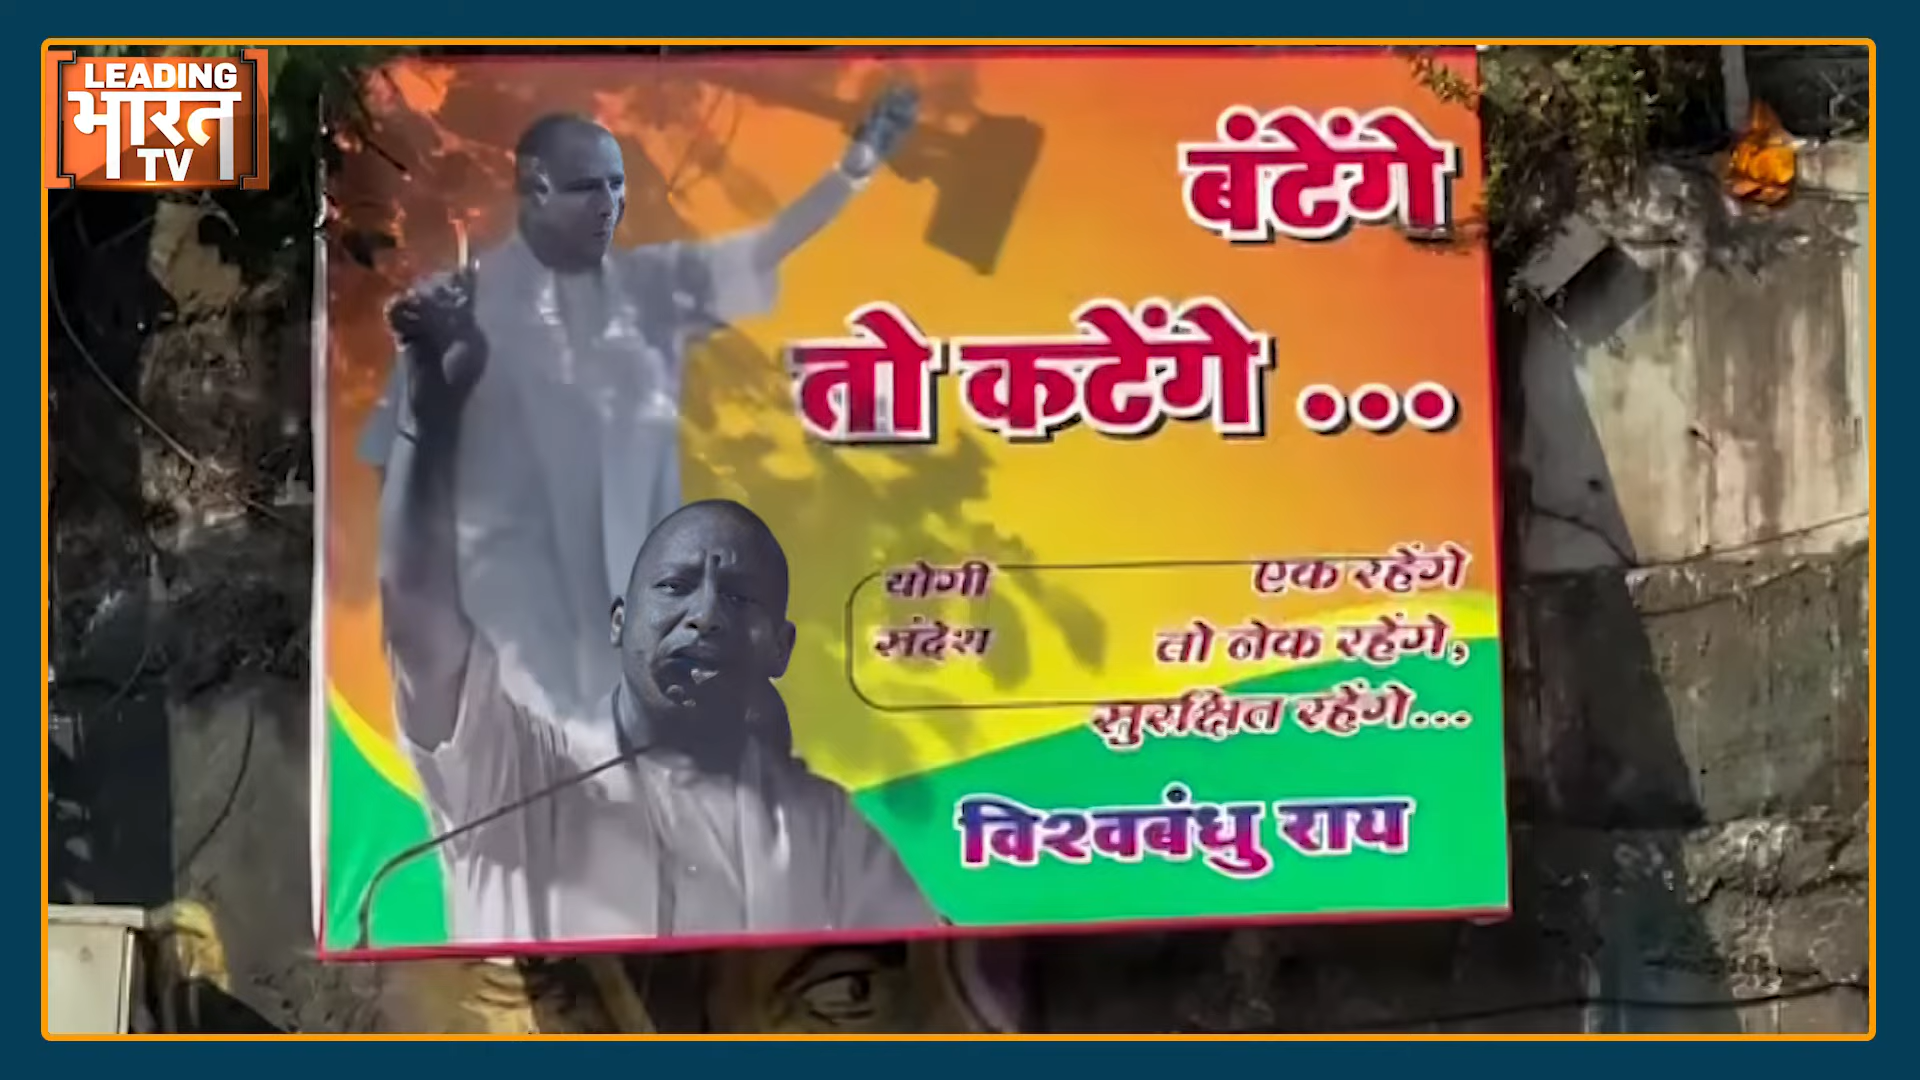 LEADING
भारत
TV
बंटेंगे
तो कटेंगे ...
योगी
संदेश
एक रहेंगे
तो नेक रहेंगे,
सुरक्षित रहेंगे...
विश्वबंधु राय